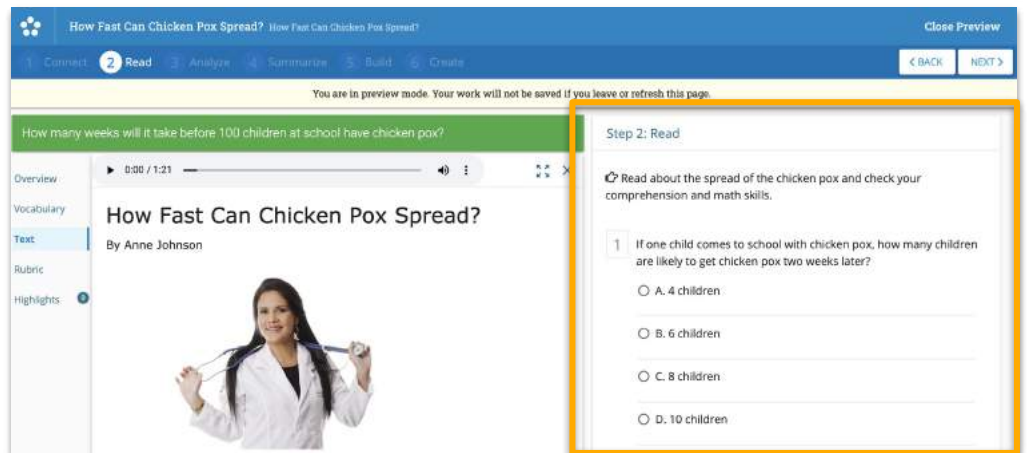 How Fast Can Chicken Pox Spread? How Fast Can Chicken Pox Spread?
Close Preview
1 Connect 2 Read 3 Analyze 4 Summarize 5 Build 6 Create
< BACK NEXT >
You are in preview mode. Your work will not be saved if you leave or refresh this page.
How many weeks will it take before 100 children at school have chicken pox?
Overview
Vocabulary
Text
Rubric
Highlights 0
0:00 / 1:21
How Fast Can Chicken Pox Spread?
By Anne Johnson
Step 2: Read
Read about the spread of the chicken pox and check your
comprehension and math skills.
1 If one child comes to school with chicken pox, how many children
are likely to get chicken pox two weeks later?
A. 4 children
B. 6 children
C. 8 children
D. 10 children